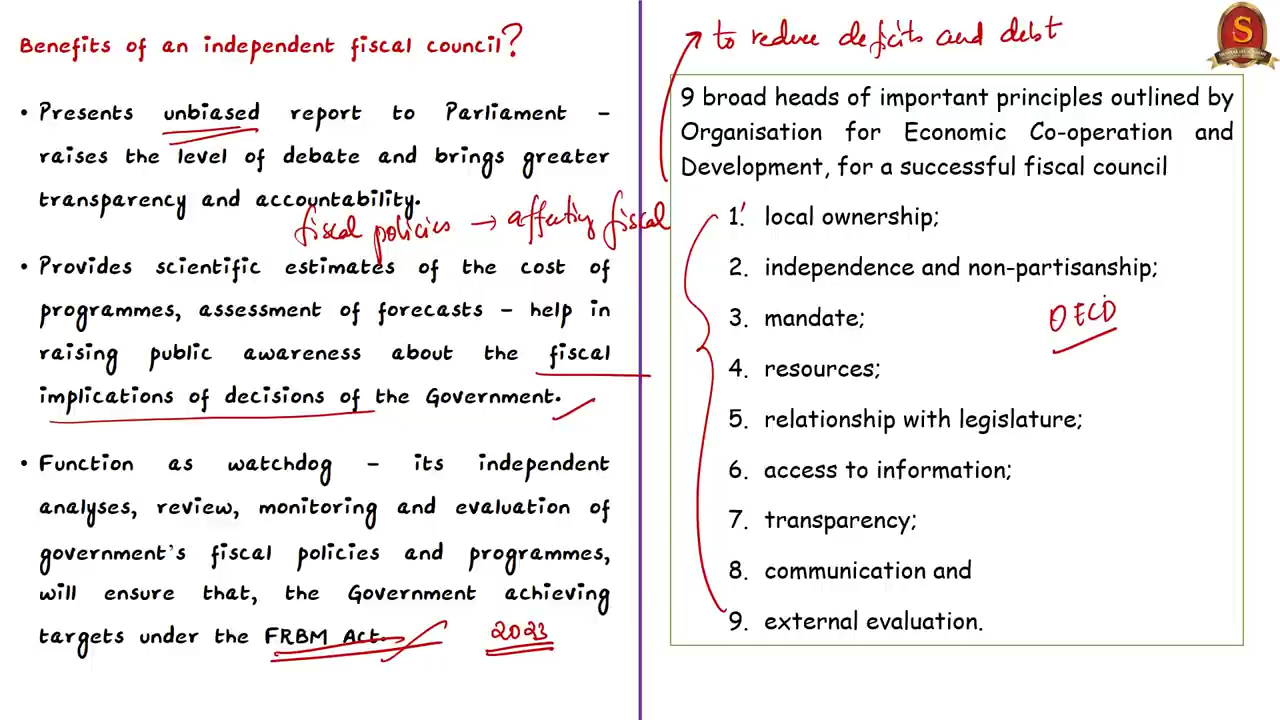 Benefits of an independent fiscal council?
• Presents unbiased report to Parliament –
raises the level of debate and brings greater
transparency and accountability.
fiscal policies → affecting fiscal
• Provides scientific estimates of the cost of
programmes, assessment of forecasts – help in
raising public awareness about the fiscal
implications of decisions of the Government.
• Function as watchdog – its independent
analyses, review, monitoring and evaluation of
government's fiscal policies and programmes,
will ensure that, the Government achieving
targets under the FRBM Act.
2023
to reduce deficits and debt
9 broad heads of important principles outlined by
Organisation for Economic Co-operation and
Development, for a successful fiscal council
1. local ownership;
2. independence and non-partisanship;
3. mandate;
OECD
4. resources;
5. relationship with legislature;
6. access to information;
7. transparency;
8. communication and
9. external evaluation.
S